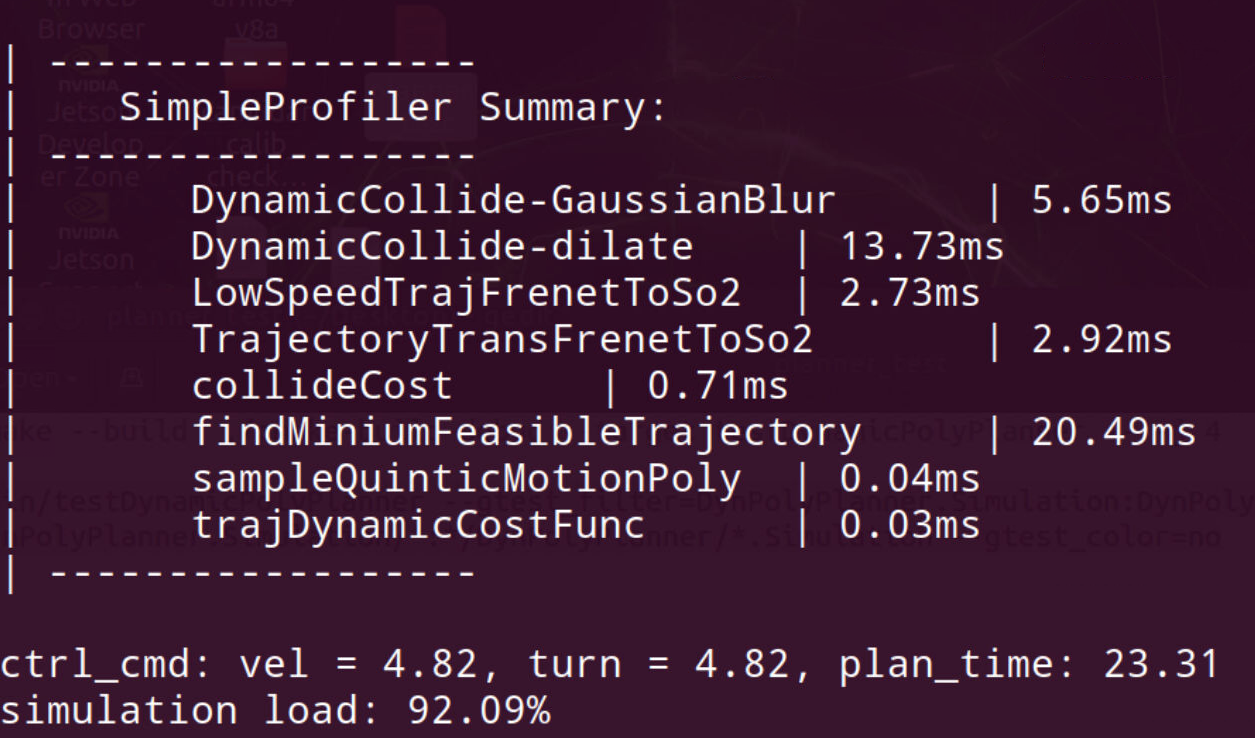 | ------------------
| SimpleProfiler Summary:
| ------------------
| DynamicCollide-GaussianBlur | 5.65ms
| DynamicCollide-dilate | 13.73ms
| LowSpeedTrajFrenetToSo2 | 2.73ms
| TrajectoryTransFrenetToSo2 | 2.92ms
| collideCost | 0.71ms
| findMiniumFeasibleTrajectory | 20.49ms
| sampleQuinticMotionPoly | 0.04ms
| trajDynamicCostFunc | 0.03ms
| ------------------
ctrl_cmd: vel = 4.82, turn = 4.82, plan_time: 23.31
simulation load: 92.09%